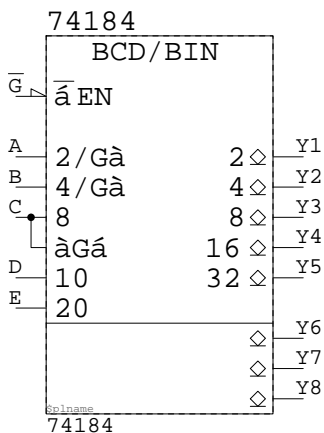 74184
BCD/BIN
G
á EN
A 2/Gà 2 Y1
B 4/Gà 4 Y2
C 8 8 Y3
àGá 16 Y4
D 10 32 Y5
E 20
Y6
Y7
Y8
$plname
74184